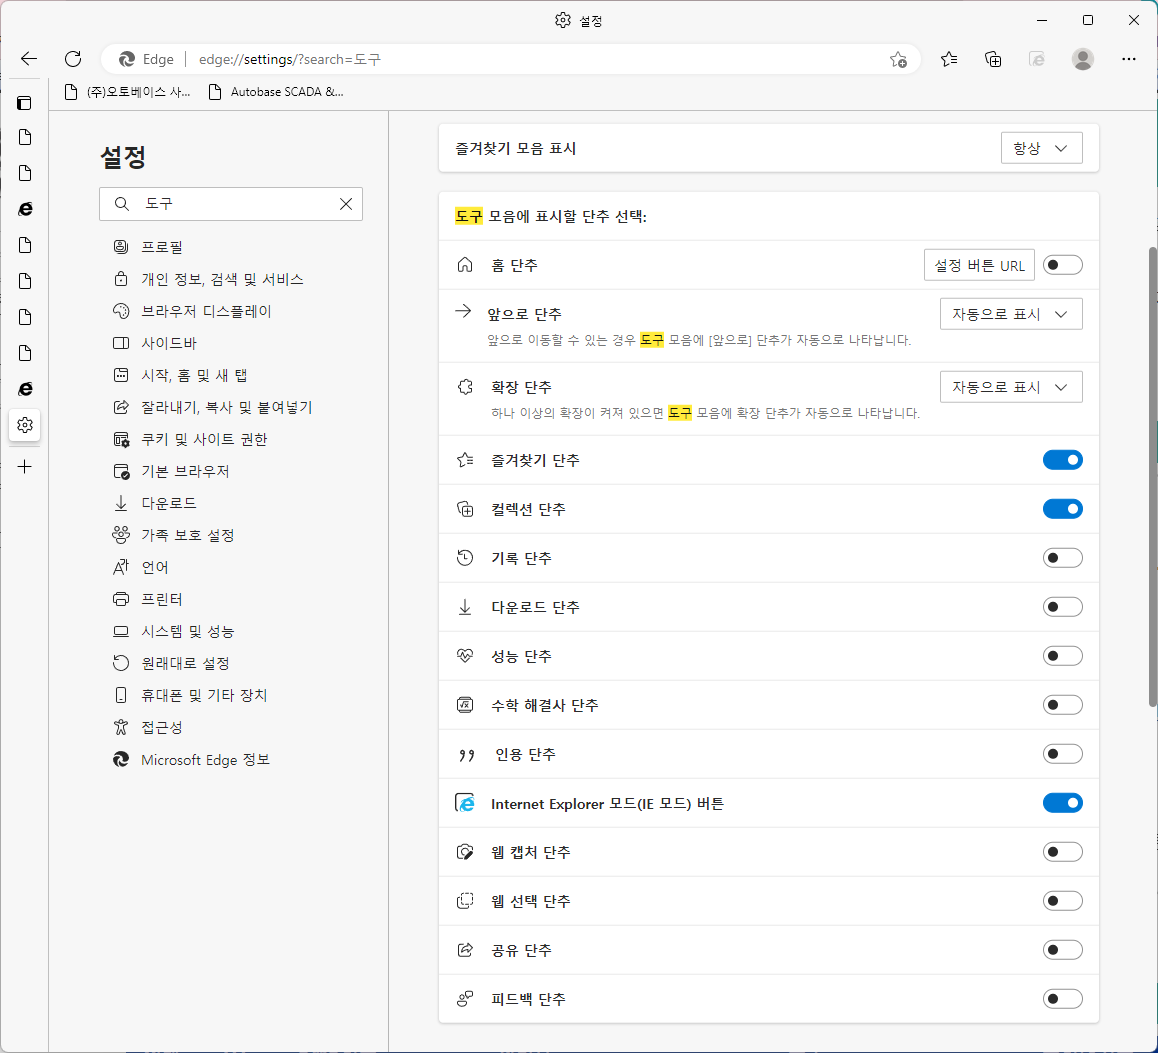 설정
Edge
edge://settings/?search=도구
(주)오토베이스 사...
Autobase SCADA &...
설정
도구
프로필
개인 정보, 검색 및 서비스
브라우저 디스플레이
사이드바
시작, 홈 및 새 탭
잘라내기, 복사 및 붙여넣기
쿠키 및 사이트 권한
기본 브라우저
다운로드
가족 보호 설정
언어
프린터
시스템 및 성능
원래대로 설정
휴대폰 및 기타 장치
접근성
Microsoft Edge 정보
즐겨찾기 모음 표시
항상
도구 모음에 표시할 단추 선택:
홈 단추
설정 버튼 URL
앞으로 단추
자동으로 표시
앞으로 이동할 수 있는 경우 도구 모음에 [앞으로] 단추가 자동으로 나타납니다.
확장 단추
자동으로 표시
하나 이상의 확장이 켜져 있으면 도구 모음에 확장 단추가 자동으로 나타납니다.
즐겨찾기 단추
컬렉션 단추
기록 단추
다운로드 단추
성능 단추
수학 해결사 단추
인용 단추
Internet Explorer 모드(IE 모드) 버튼
웹 캡처 단추
웹 선택 단추
공유 단추
피드백 단추